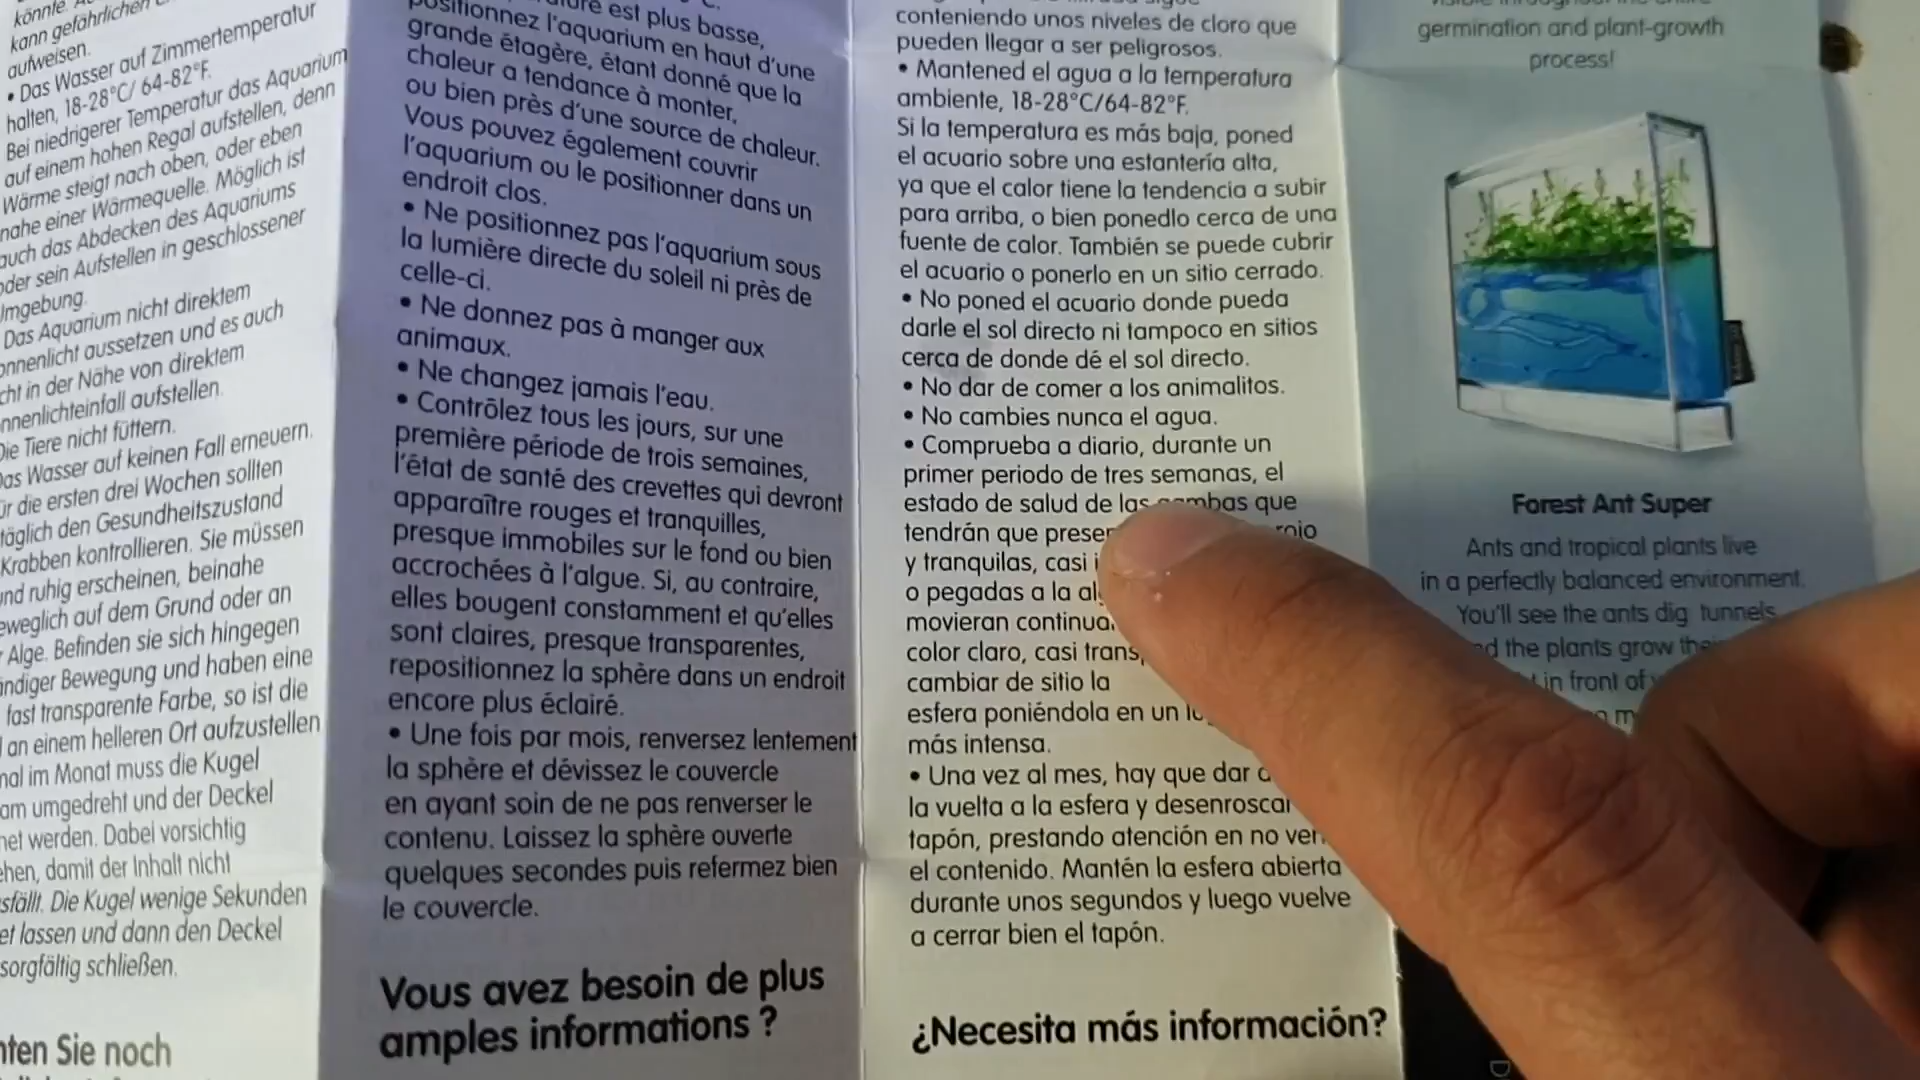 könnte.
kann gefährlichen
aufweisen.
• Das Wasser auf Zimmertemperatur
halten, 18-28°C/ 64-82°F.
Bei niedrigerer Temperatur das Aquarium
auf einem hohen Regal aufstellen, denn
Wärme steigt nach oben, oder eben
nahe einer Wärmequelle. Möglich ist
auch das Abdecken des Aquariums
oder sein Aufstellen in geschlossener
Umgebung.
Das Aquarium nicht direktem
onnenlicht aussetzen und es auch
cht in der Nähe von direktem
nnenlichteinfall aufstellen.
Die Tiere nicht füttern.
Das Wasser auf keinen Fall erneuern.
ür die ersten drei Wochen sollten
täglich den Gesundheitszustand
Krabben kontrollieren. Sie müssen
und ruhig erscheinen, beinahe
eweglich auf dem Grund oder an
r Alge. Befinden sie sich hingegen
ändiger Bewegung und haben eine
fast transparente Farbe, so ist die
l an einem helleren Ort aufzustellen
mal im Monat muss die Kugel
am umgedreht und der Deckel
net werden. Dabei vorsichtig
ehen, damit der Inhalt nicht
sfällt. Die Kugel wenige Sekunden
et lassen und dann den Deckel
sorgfältig schließen.
hten Sie noch
est plus basse,
positionnez l'aquarium en haut d'une
grande étagère, étant donné que la
chaleur a tendance à monter,
ou bien près d'une source de chaleur.
Vous pouvez également couvrir
l'aquarium ou le positionner dans un
endroit clos.
• Ne positionnez pas l'aquarium sous
la lumière directe du soleil ni près de
celle-ci.
• Ne donnez pas à manger aux
animaux.
• Ne changez jamais l'eau.
• Contrôlez tous les jours, sur une
première période de trois semaines,
l'état de santé des crevettes qui devront
apparaître rouges et tranquilles,
presque immobiles sur le fond ou bien
accrochées à l'algue. Si, au contraire,
elles bougent constamment et qu'elles
sont claires, presque transparentes,
repositionnez la sphère dans un endroit
encore plus éclairé.
• Une fois par mois, renversez lentement
la sphère et dévissez le couvercle
en ayant soin de ne pas renverser le
contenu. Laissez la sphère ouverte
quelques secondes puis refermez bien
le couvercle.
Vous avez besoin de plus
amples informations ?
conteniendo unos niveles de cloro que
pueden llegar a ser peligrosos.
• Mantened el agua a la temperatura
ambiente, 18-28°C/64-82°F.
Si la temperatura es más baja, poned
el acuario sobre una estantería alta,
ya que el calor tiene la tendencia a subir
para arriba, o bien ponedlo cerca de una
fuente de calor. También se puede cubrir
el acuario o ponerlo en un sitio cerrado.
• No poned el acuario donde pueda
darle el sol directo ni tampoco en sitios
cerca de donde dé el sol directo.
• No dar de comer a los animalitos.
• No cambies nunca el agua.
• Comprueba a diario, durante un
primer periodo de tres semanas, el
estado de salud de las gambas que
tendrán que presen rojo
y tranquilas, casi
o pegadas a la al
movieran continua
color claro, casi trans
cambiar de sitio la
esfera poniéndola en un
más intensa.
• Una vez al mes, hay que dar
la vuelta a la esfera y desenroscar
tapón, prestando atención en no ver
el contenido. Mantén la esfera abierta
durante unos segundos y luego vuelve
a cerrar bien el tapón.
¿Necesita más información?
germination and plant-growth
process!
Forest Ant Super
Ants and tropical plants live
in a perfectly balanced environment.
You'll see the ants dig tunnels
d the plants grow the
in front of